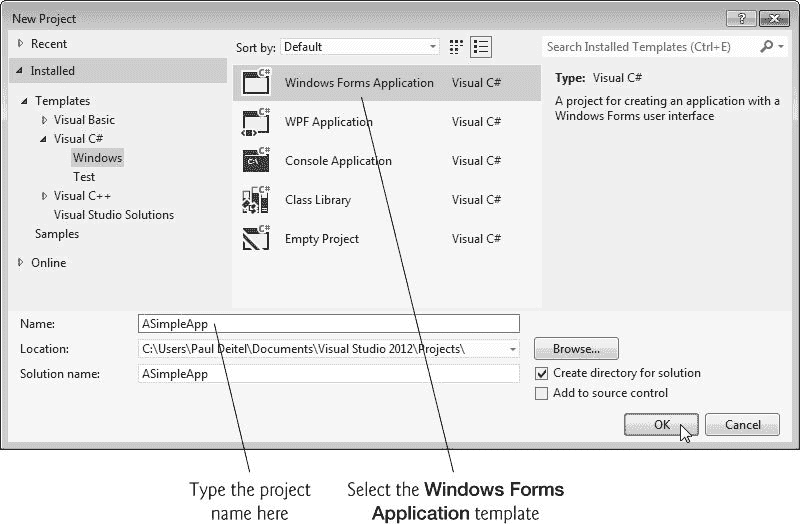 New Project
Recent
Installed
Templates
Visual Basic
Visual C#
Windows
Test
Visual C++
Visual Studio Solutions
Samples
Online
Sort by: Default
Windows Forms Application Visual C#
WPF Application Visual C#
Console Application Visual C#
Class Library Visual C#
Empty Project Visual C#
Search Installed Templates (Ctrl+E)
Type: Visual C#
A project for creating an application with a
Windows Forms user interface
Name: ASimpleApp
Location: C:\Users\Paul Deitel\Documents\Visual Studio 2012\Projects\
Browse...
Solution name: ASimpleApp
Create directory for solution
Add to source control
OK
Cancel
Type the project
name here
Select the Windows Forms
Application template